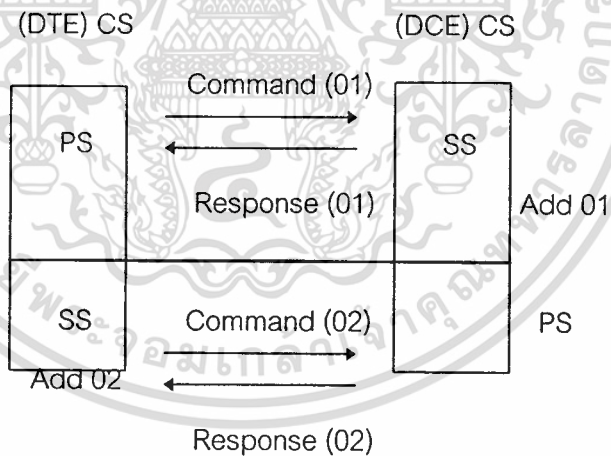 (DTE) CS (DCE) CS
Command (01)
PS SS
Response (01) Add 01
SS Command (02) PS
Add 02
Response (02)